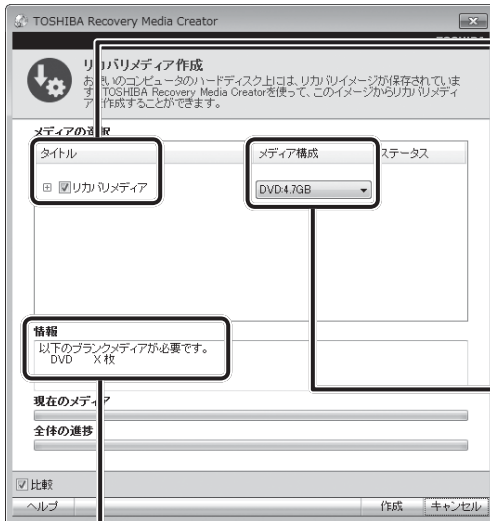 TOSHIBA Recovery Media Creator
リカバリメディア作成
お使いのコンピュータのハードディスク上には、リカバリイメージが保存されていま
す。TOSHIBA Recovery Media Creatorを使って、このイメージからリカバリメディ
アを作成することができます。
メディアの選択
タイトル メディア構成 ステータス
リカバリメディア DVD:4.7GB
情報
以下のブランクメディアが必要です。
DVD X枚
現在のメディア
全体の進捗
比較
ヘルプ 作成 キャンセル